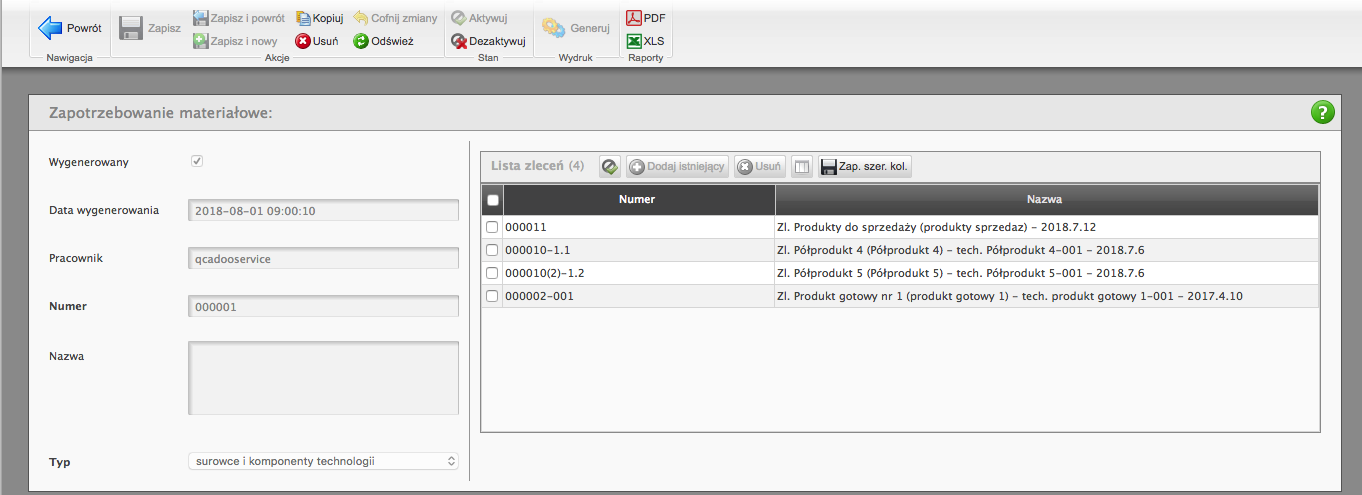 Powrót
Nawigacja
Zapisz
Zapisz i powrót
Zapisz i nowy
Kopiuj
Usuń
Cofnij zmiany
Odśwież
Akcje
Aktywuj
Dezaktywuj
Stan
Generuj
Wydruk
PDF
XLS
Raporty
Zapotrzebowanie materiałowe:
?
Wygenerowany
Data wygenerowania 2018-08-01 09:00:10
Pracownik qcadooservice
Numer 000001
Nazwa
Typ surowce i komponenty technologii
Lista zleceń (4) Dodaj istniejący Usuń Zap. szer. kol.
Numer Nazwa
000011 Zl. Produkty do sprzedaży (produkty sprzedaz) - 2018.7.12
000010-1.1 Zl. Półprodukt 4 (Półprodukt 4) - tech. Półprodukt 4-001 - 2018.7.6
000010(2)-1.2 Zl. Półprodukt 5 (Półprodukt 5) - tech. Półprodukt 5-001 - 2018.7.6
000002-001 Zl. Produkt gotowy nr 1 (produkt gotowy 1) - tech. produkt gotowy 1-001 - 2017.4.10